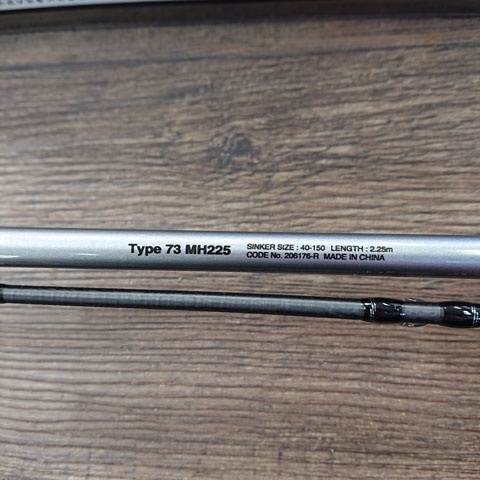 Type 73 MH225
SINKER SIZE : 40-150 LENGTH : 2.25m
CODE No. 206176-R MADE IN CHINA